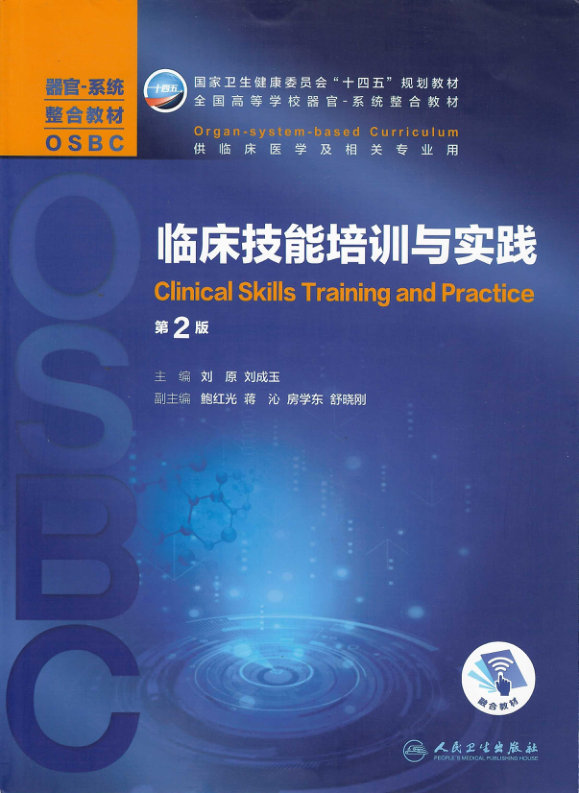 器官-系统
整合教材
OSBC
十四五
国家卫生健康委员会“十四五”规划教材
全国高等学校器官-系统整合教材
Organ-system-based Curriculum
供临床医学及相关专业用
OSBC
临床技能培训与实践
Clinical Skills Training and Practice
第2版
主 编 刘 原 刘成玉
副主编 鲍红光 蒋 沁 房学东 舒晓刚
融合教材
人民卫生出版社
PEOPLE'S MEDICAL PUBLISHING HOUSE